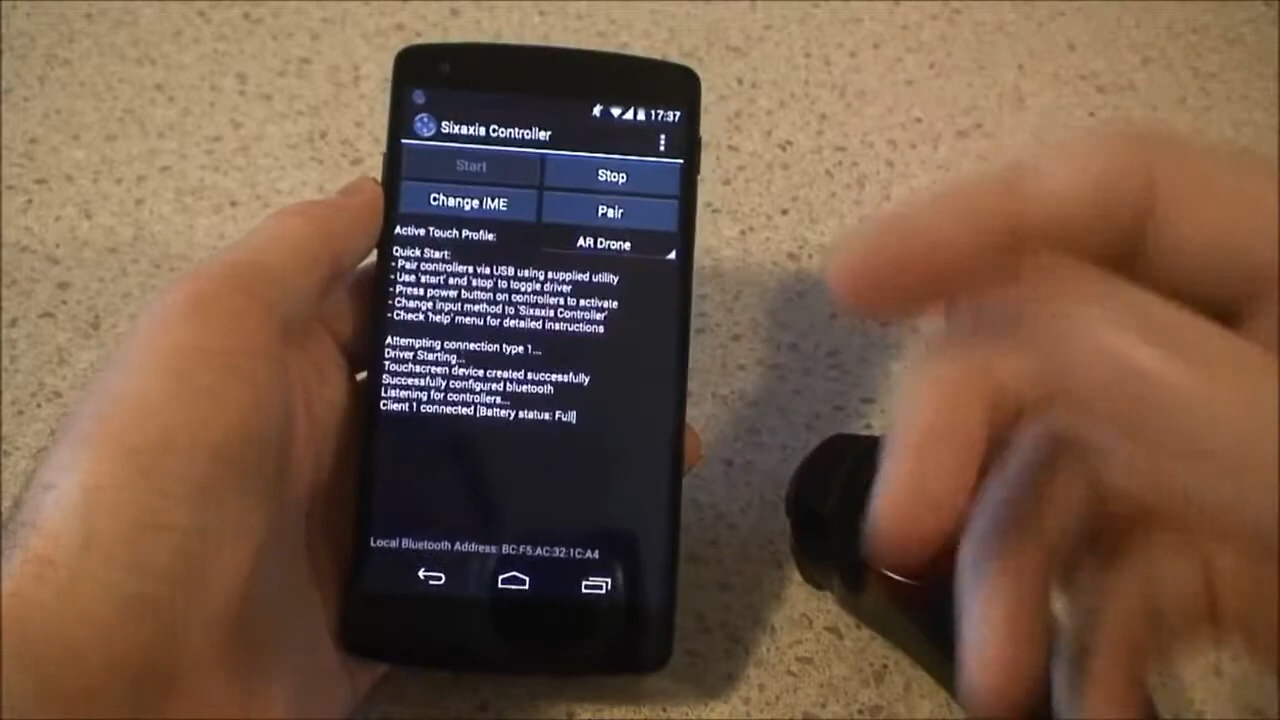 17:37
Sixaxis Controller
Start
Stop
Change IME
Pair
Active Touch Profile:
AR Drone
Quick Start:
- Pair controllers via USB using supplied utility
- Use 'start' and 'stop' to toggle driver
- Press power button on controllers to activate
- Change input method to 'Sixaxis Controller'
- Check 'help' menu for detailed instructions
Attempting connection type 1...
Driver Starting...
Touchscreen device created successfully
Successfully configured bluetooth
Listening for controllers...
Client 1 connected [Battery status: Full]
Local Bluetooth Address: BC:F5:AC:32:1C:A4